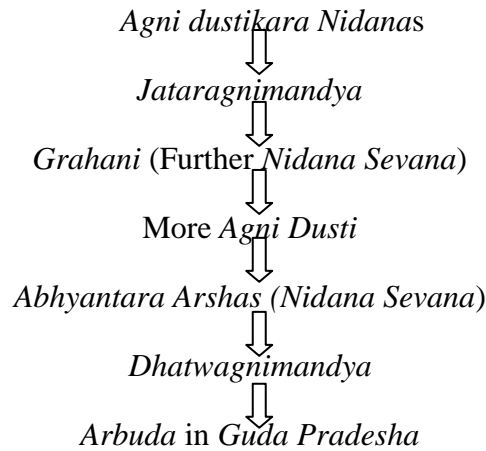 Agni dustikara Nidanas
Jataragnimandya
Grahani (Further Nidana Sevana)
More Agni Dusti
Abhyantara Arshas (Nidana Sevana)
Dhatwagnimandya
Arbuda in Guda Pradesha